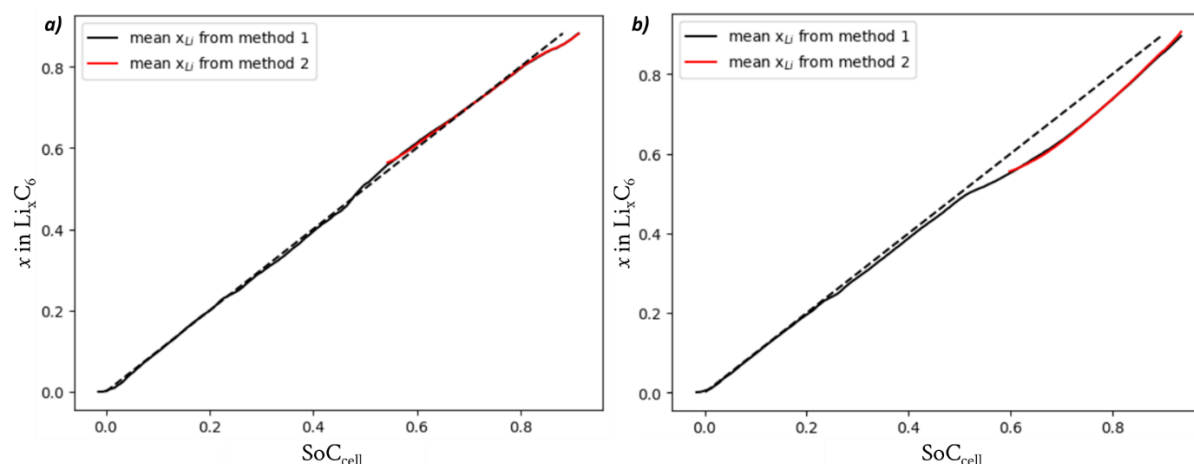 a)
mean x_Li from method 1
mean x_Li from method 2
0.8
0.6
0.4
0.2
0.0
x in Li_xC_6
0.0 0.2 0.4 0.6 0.8
SoC_cell
b)
mean x_Li from method 1
mean x_Li from method 2
0.8
0.6
0.4
0.2
0.0
x in Li_xC_6
0.0 0.2 0.4 0.6 0.8
SoC_cell